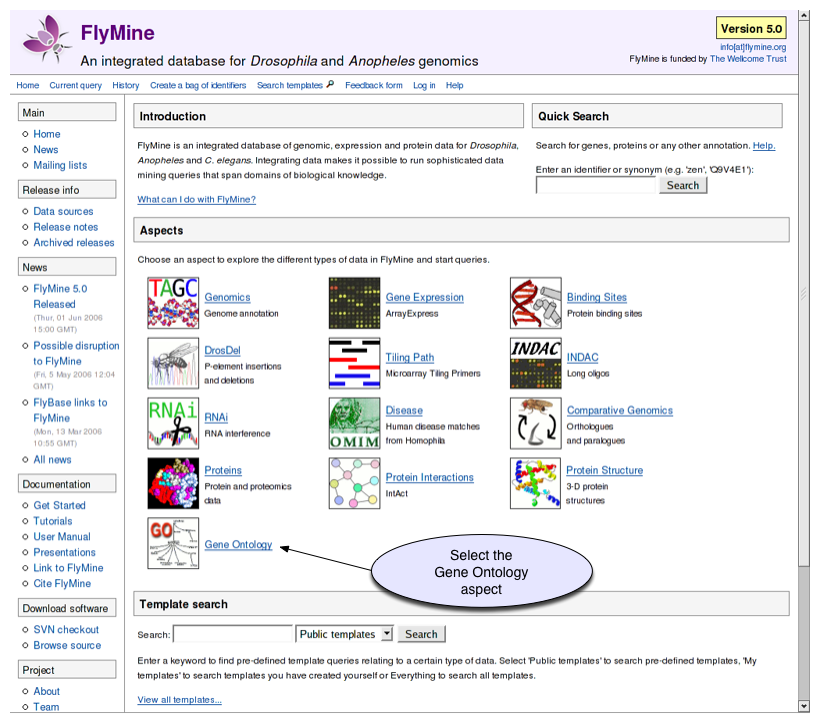 FlyMine
An integrated database for Drosophila and Anopheles genomics
Version 5.0
info[at]flymine.org
FlyMine is funded by The Wellcome Trust
Home Current query History Create a bag of identifiers Search templates Feedback form Log in Help
Main
Home
News
Mailing lists
Release info
Data sources
Release notes
Archived releases
News
FlyMine 5.0
Released
(Thur, 01 Jun 2006
15:00 GMT)
Possible disruption
to FlyMine
(Fri, 5 May 2006 12:04
GMT)
FlyBase links to
FlyMine
(Mon, 13 Mar 2006
10:55 GMT)
All news
Documentation
Get Started
Tutorials
User Manual
Presentations
Link to FlyMine
Cite FlyMine
Download software
SVN checkout
Browse source
Project
About
Team
Introduction
FlyMine is an integrated database of genomic, expression and protein data for Drosophila,
Anopheles and C. elegans. Integrating data makes it possible to run sophisticated data
mining queries that span domains of biological knowledge.
What can I do with FlyMine?
Quick Search
Search for genes, proteins or any other annotation. Help.
Enter an identifier or synonym (e.g. 'zen', 'Q9V4E1'):
Search
Aspects
Choose an aspect to explore the different types of data in FlyMine and start queries.
TAGC
Genomics
Genome annotation
Gene Expression
ArrayExpress
Binding Sites
Protein binding sites
DrosDel
P-element insertions
and deletions
Tiling Path
Microarray Tiling Primers
INDAC
INDAC
Long oligos
RNAi
RNAi
RNA interference
OMIM
Disease
Human disease matches
from Homophila
Comparative Genomics
Orthologues
and paralogues
Proteins
Protein and proteomics
data
Protein Interactions
IntAct
Protein Structure
3-D protein
structures
GO
Gene Ontology
Select the
Gene Ontology
aspect
Template search
Search: Public templates Search
Enter a keyword to find pre-defined template queries relating to a certain type of data. Select 'Public templates' to search pre-defined templates, 'My
templates' to search templates you have created yourself or Everything to search all templates.
View all templates...